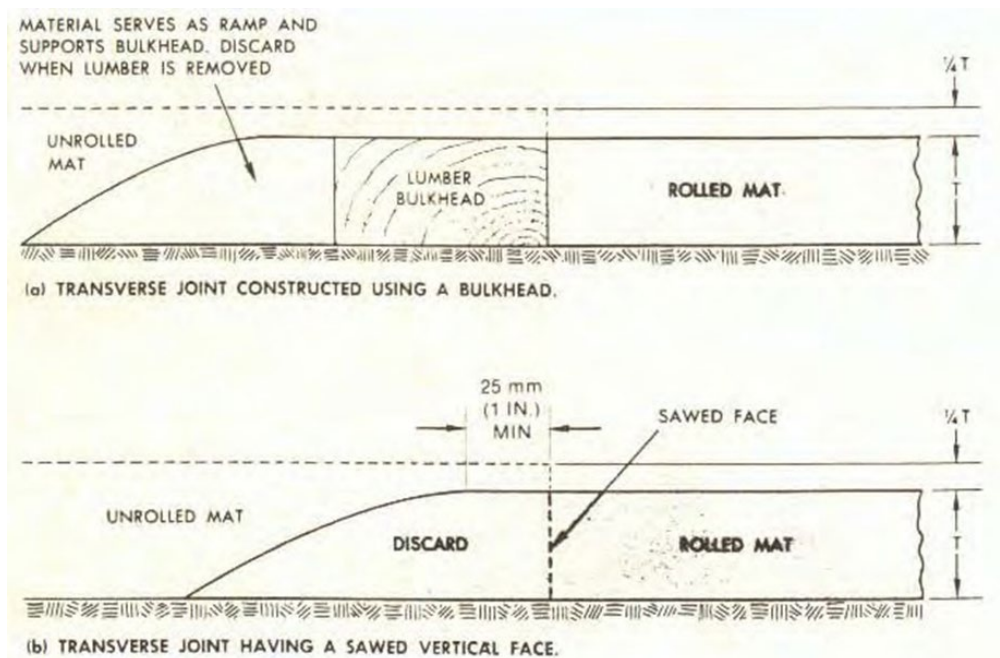 MATERIAL SERVES AS RAMP AND
SUPPORTS BULKHEAD. DISCARD
WHEN LUMBER IS REMOVED
¼ T
UNROLLED
MAT
LUMBER
BULKHEAD
ROLLED MAT.
T
(a) TRANSVERSE JOINT CONSTRUCTED USING A BULKHEAD.
25 mm
(1 IN.)
MIN
SAWED FACE
¼ T
UNROLLED MAT
DISCARD
ROLLED MAT
T
(b) TRANSVERSE JOINT HAVING A SAWED VERTICAL FACE.